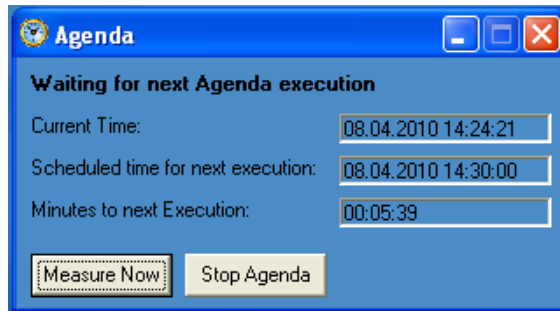 Agenda
Waiting for next Agenda execution
Current Time: 08.04.2010 14:24:21
Scheduled time for next execution: 08.04.2010 14:30:00
Minutes to next Execution: 00:05:39
Measure Now Stop Agenda